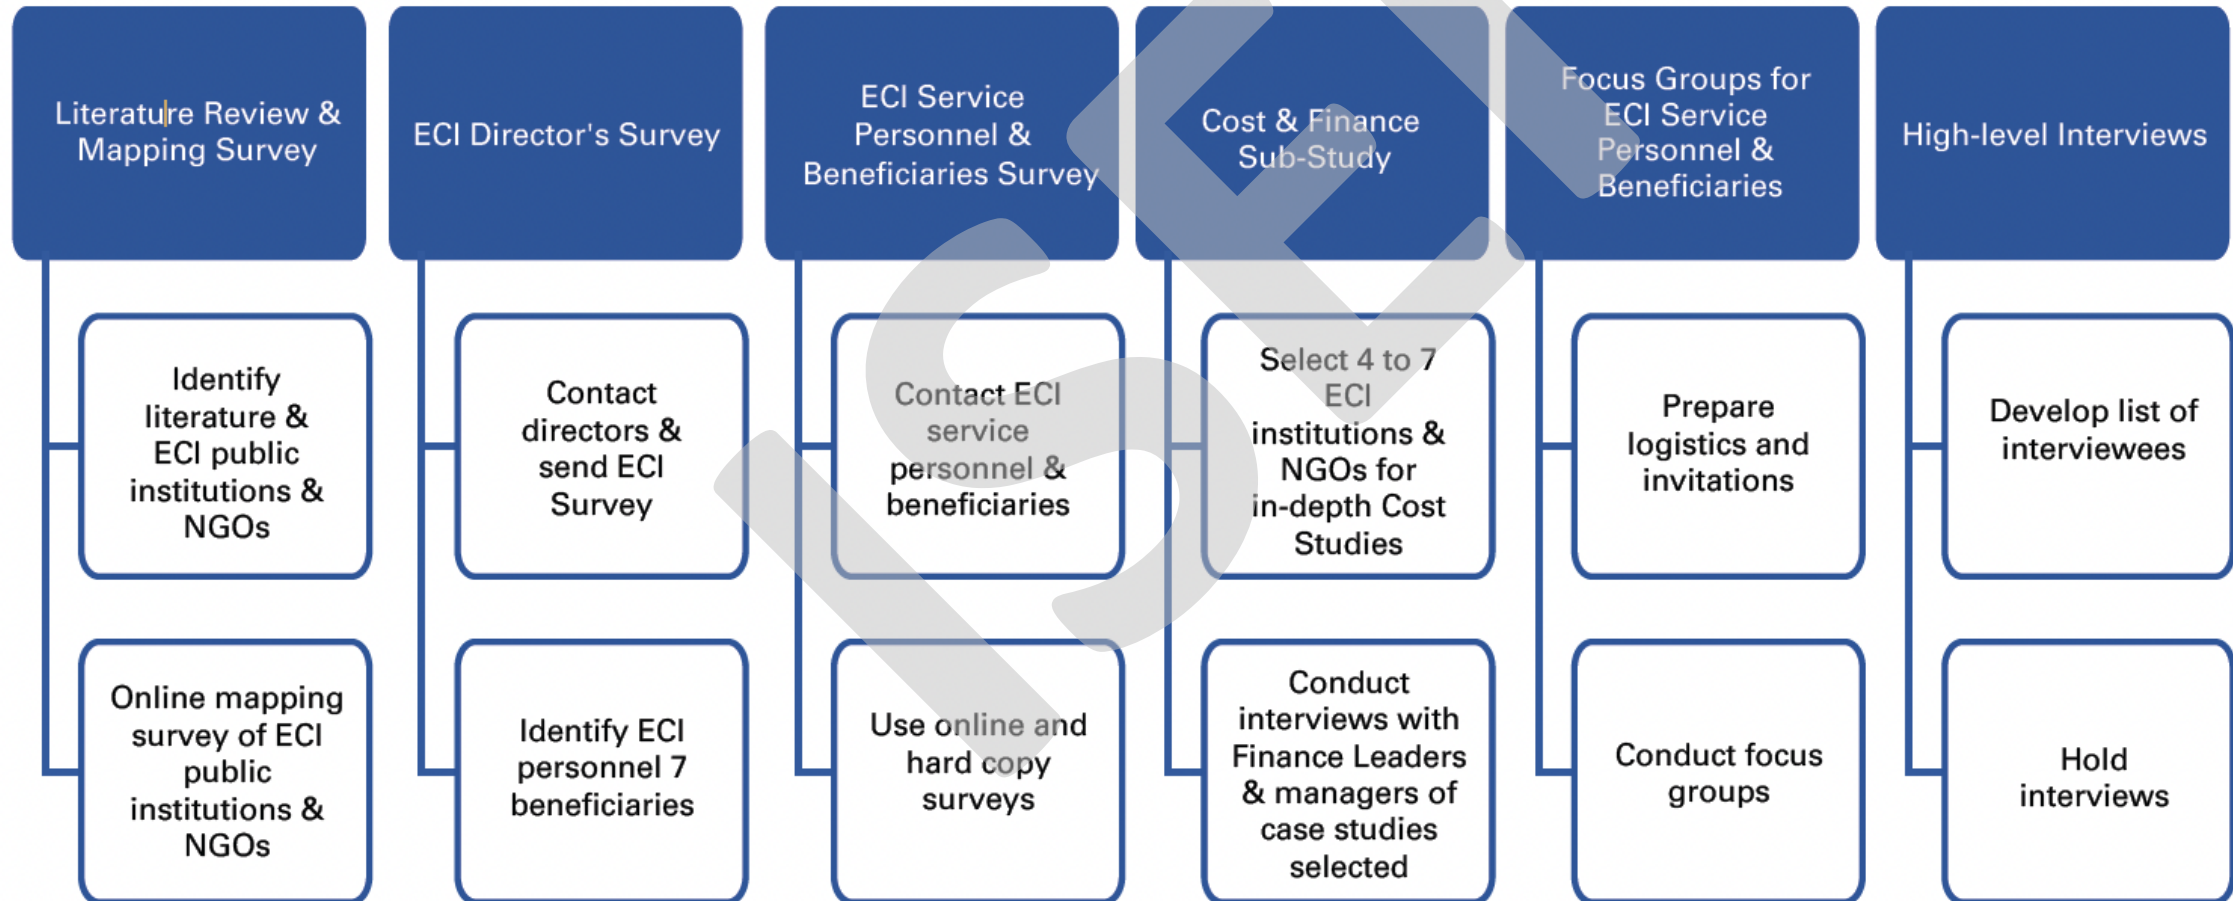 Literature Review &
Mapping Survey
Identify
literature &
ECI public
institutions &
NGOs
Online mapping
survey of ECI
public
institutions &
NGOs
ECI Director's Survey
Contact
directors &
send ECI
Survey
Identify ECI
personnel 7
beneficiaries
ECI Service
Personnel &
Beneficiaries Survey
Contact ECI
service
personnel &
beneficiaries
Use online and
hard copy
surveys
Cost & Finance
Sub-Study
Select 4 to 7
ECI
institutions &
NGOs for
in-depth Cost
Studies
Conduct
interviews with
Finance Leaders
& managers of
case studies
selected
Focus Groups for
ECI Service
Personnel &
Beneficiaries
Prepare
logistics and
invitations
Conduct focus
groups
High-level Interviews
Develop list of
interviewees
Hold
interviews